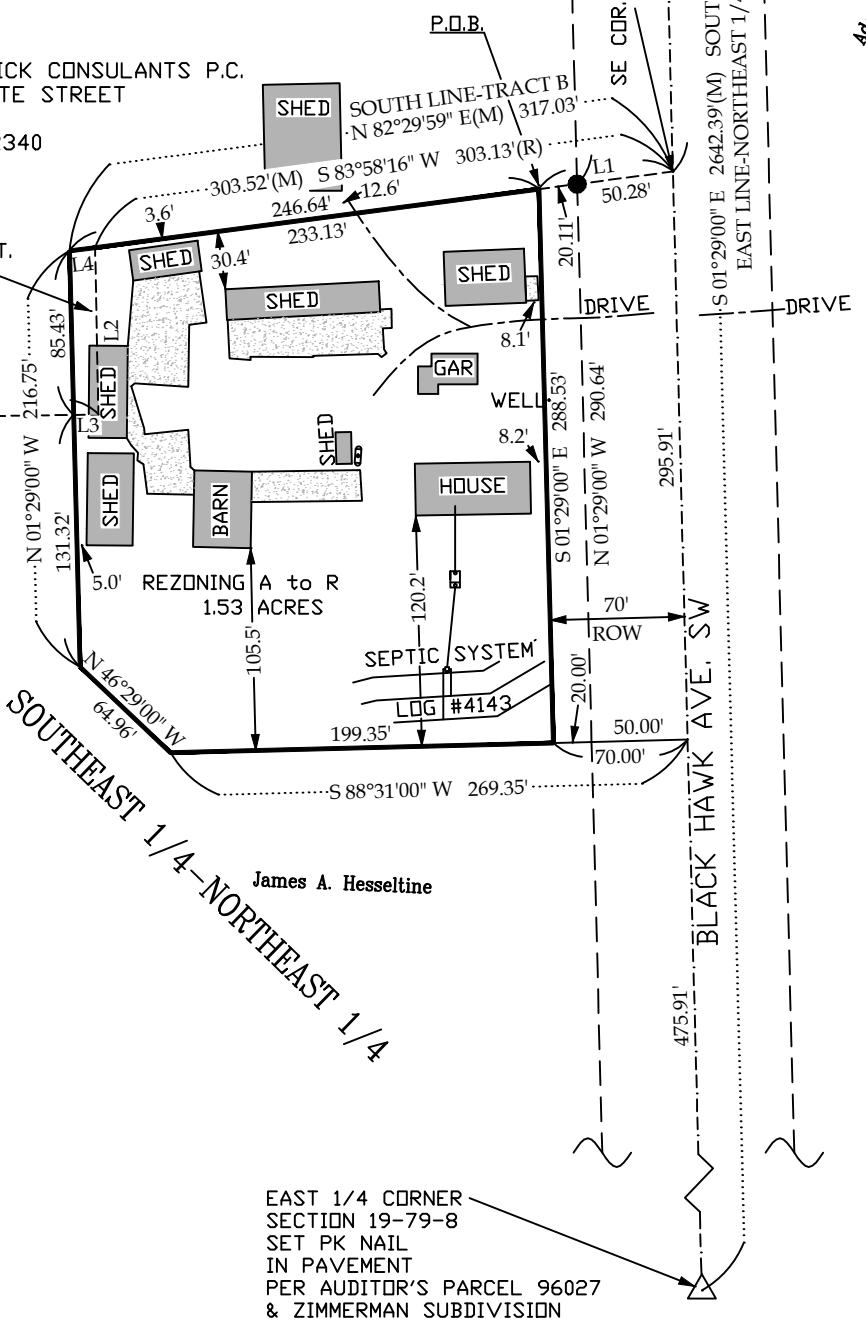 P.O.B.
SE COR.
S 01°29'00" E 2642.39'(M) SOUT
EAST LINE-NORTHEAST 1/4
ICK CONSULANTS P.C.
TE STREET
2340
SHED
SOUTH LINE-TRACT B
N 82°29'59" E(M) 317.03'
303.52'(M) S 83°58'16" W 303.13'(R)
L1
50.28'
12.6'
246.64'
233.13'
3.6'
20.11'
T.
L4
SHED
30.4'
SHED
SHED
DRIVE
DRIVE
8.1'
85.43'
L2
SHED
216.75'
N 01°29'00" W
L3
GAR
WELL
288.53'
S 01°29'00" E
290.64'
N 01°29'00" W
295.91'
8.2'
SHED
SHED
BARN
HOUSE
131.32'
5.0'
REZONING A to R
1.53 ACRES
105.5'
120.2'
70'
ROW
SEPTIC SYSTEM
LOG #4143
20.00'
N 46°29'00" W
64.96'
199.35'
50.00'
70.00'
S 88°31'00" W 269.35'
BLACK HAWK AVE. SW
SOUTHEAST 1/4-NORTHEAST 1/4
James A. Hesseltine
475.91'
EAST 1/4 CORNER
SECTION 19-79-8
SET PK NAIL
IN PAVEMENT
PER AUDITOR'S PARCEL 96027
& ZIMMERMAN SUBDIVISION